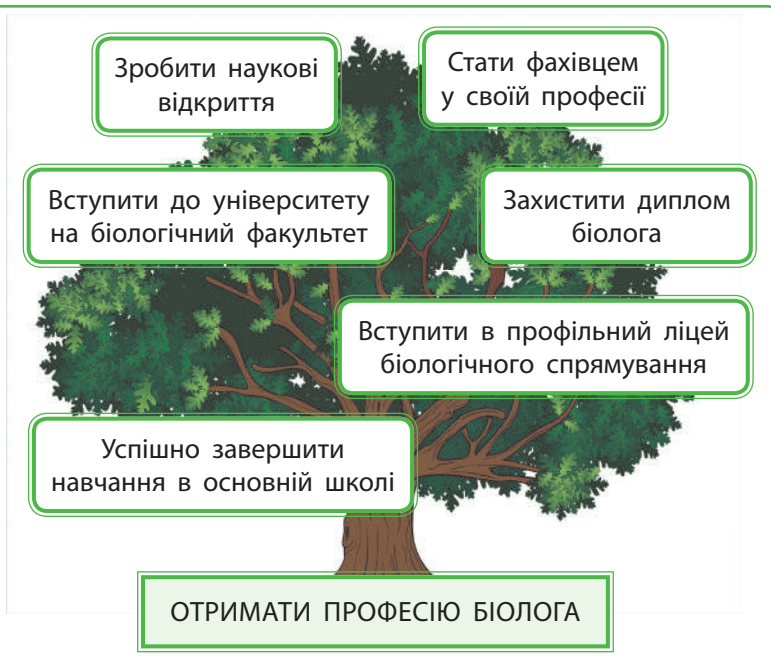 Зробити наукові
відкриття
Стати фахівцем
у своїй професії
Вступити до університету
на біологічний факультет
Захистити диплом
біолога
Вступити в профільний ліцей
біологічного спрямування
Успішно завершити
навчання в основній школі
ОТРИМАТИ ПРОФЕСІЮ БІОЛОГА